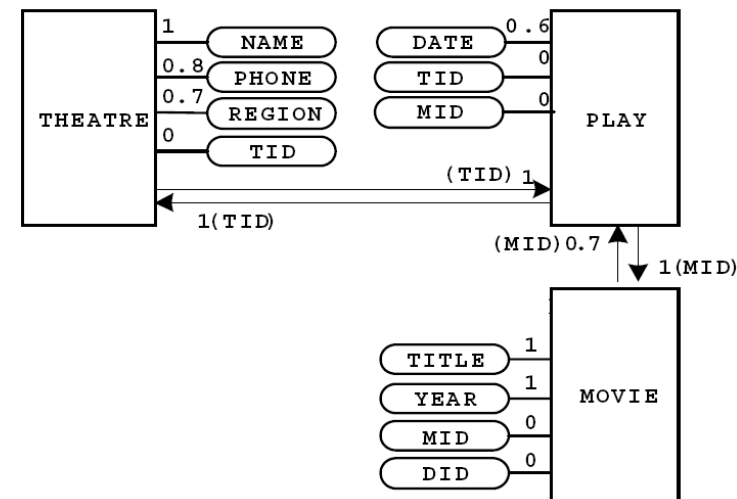 1
NAME
0.8
PHONE
0.7
REGION
0
TID
THEATRE
0.6
DATE
0
TID
0
MID
PLAY
(TID) 1
1(TID)
(MID)0.7
1(MID)
1
TITLE
1
YEAR
0
MID
0
DID
MOVIE